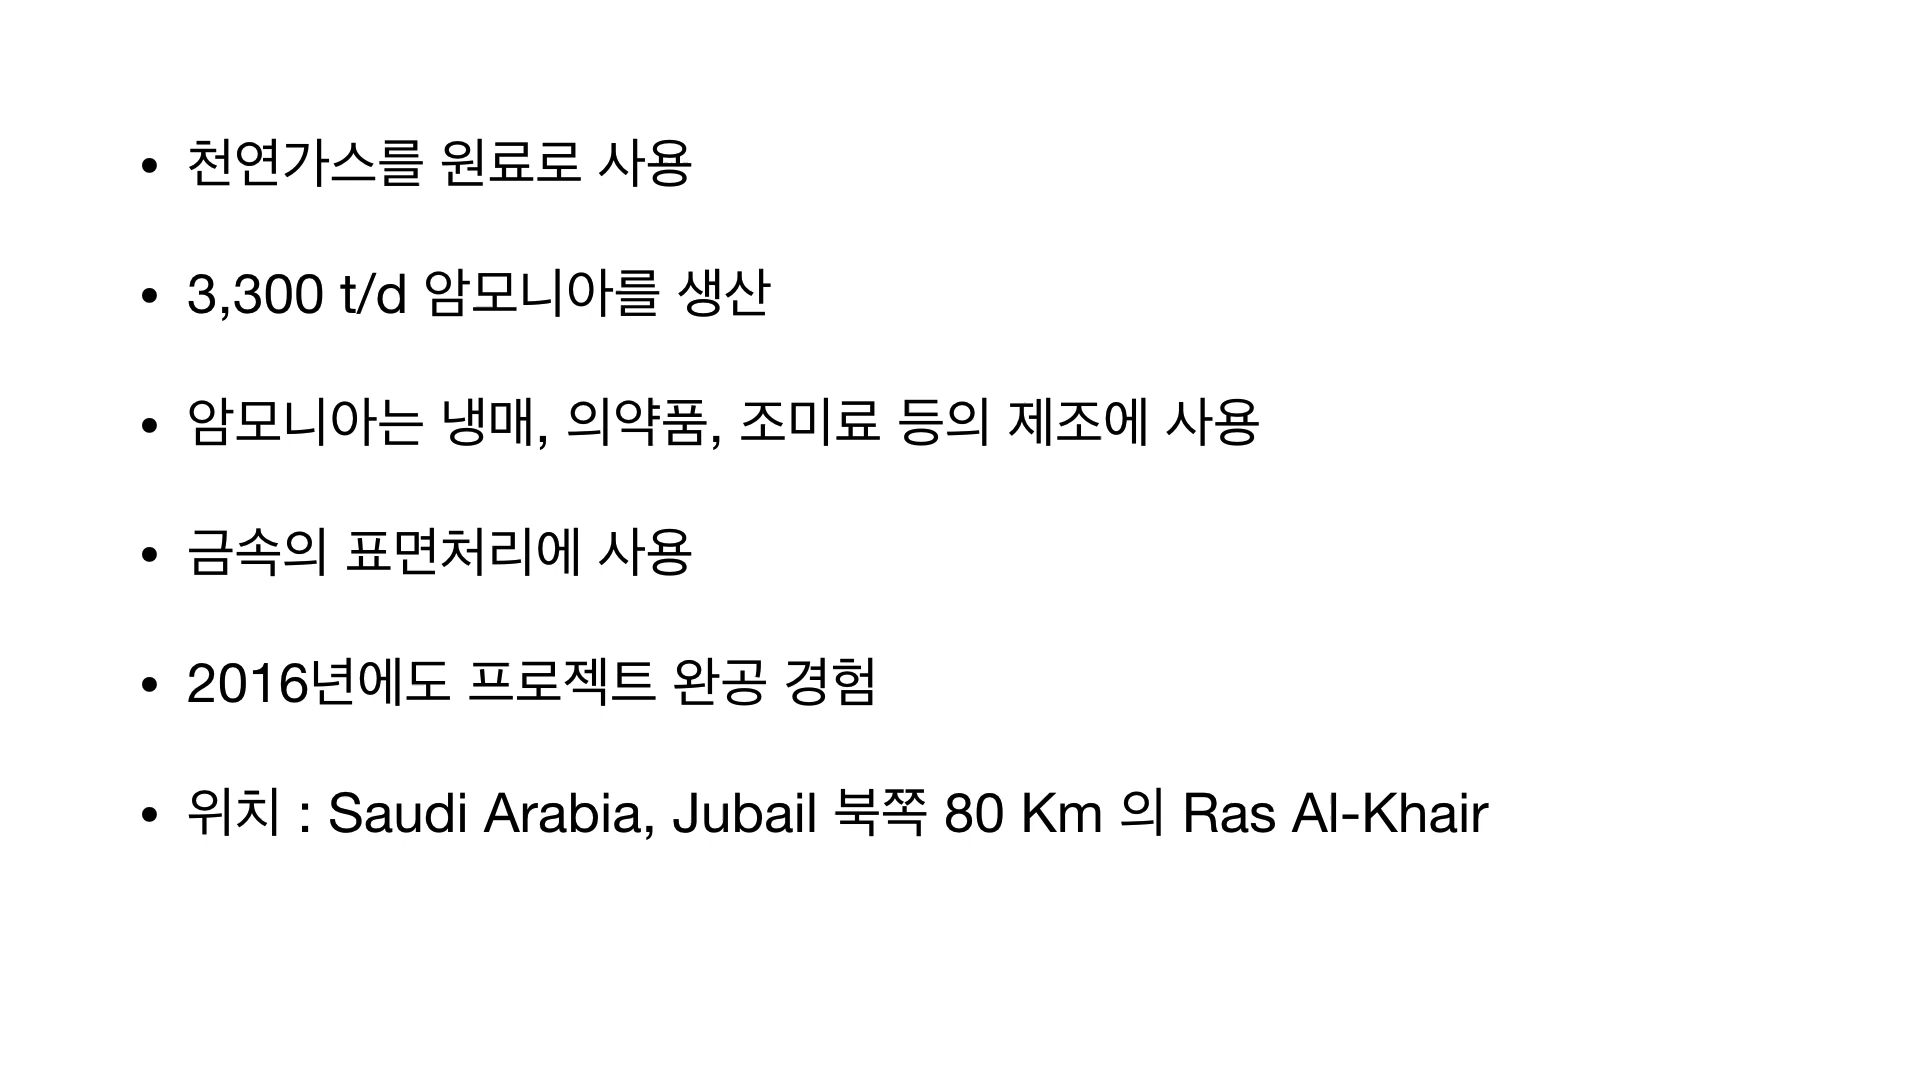 • 천연가스를 원료로 사용
• 3,300 t/d 암모니아를 생산
• 암모니아는 냉매, 의약품, 조미료 등의 제조에 사용
• 금속의 표면처리에 사용
• 2016년에도 프로젝트 완공 경험
• 위치 : Saudi Arabia, Jubail 북쪽 80 Km 의 Ras Al-Khair